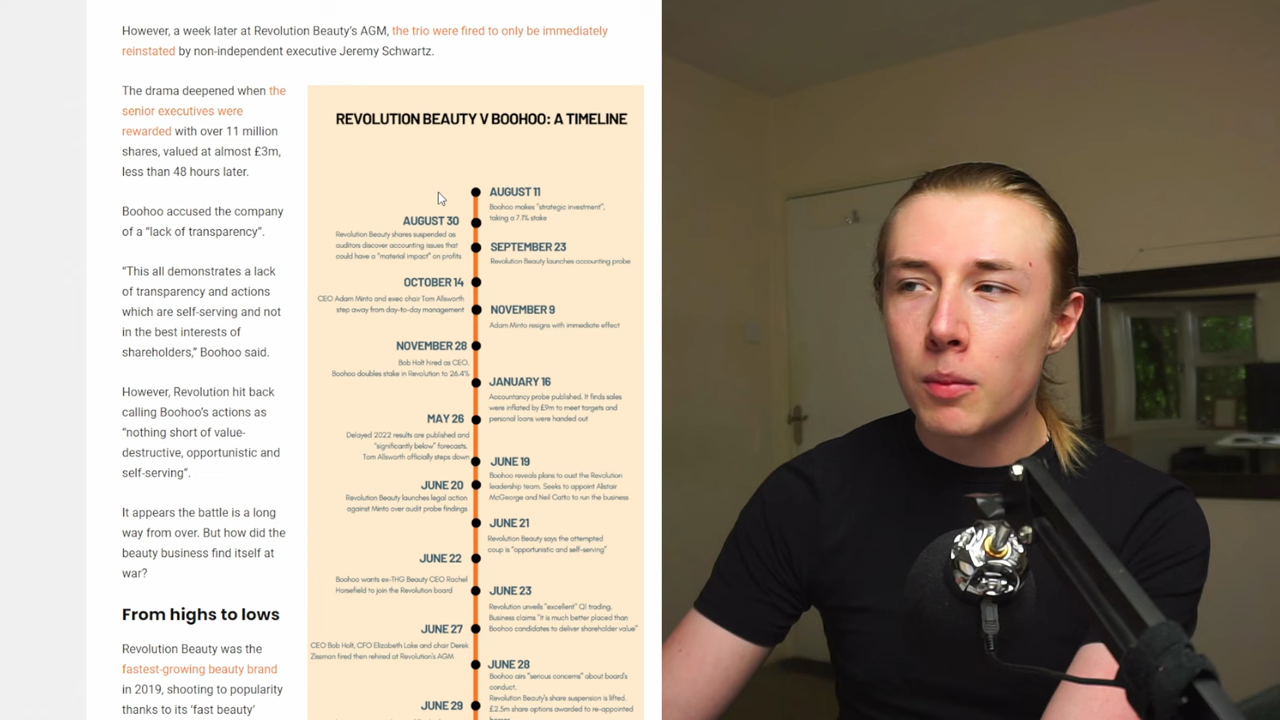 However, a week later at Revolution Beauty's AGM, the trio were fired to only be immediately
reinstated by non-independent executive Jeremy Schwartz.
The drama deepened when the
senior executives were
rewarded with over 11 million
shares, valued at almost £3m,
less than 48 hours later.
Boohoo accused the company
of a "lack of transparency".
"This all demonstrates a lack
of transparency and actions
which are self-serving and not
in the best interests of
shareholders," Boohoo said.
However, Revolution hit back
calling Boohoo's actions as
"nothing short of value-
destructive, opportunistic and
self-serving".
It appears the battle is a long
way from over. But how did the
beauty business find itself at
war?
From highs to lows
Revolution Beauty was the
fastest-growing beauty brand
in 2019, shooting to popularity
thanks to its 'fast beauty'
REVOLUTION BEAUTY V BOOHOO: A TIMELINE
AUGUST 11
Boohoo makes "strategic investment",
taking a 7.1% stake
AUGUST 30
Revolution Beauty shares suspended as
auditors discover accounting issues that
could have a "material impact" on profits
SEPTEMBER 23
Revolution Beauty launches accounting probe
OCTOBER 14
CEO Adam Minto and exec chair Tom Allsworth
step away from day-to-day management
NOVEMBER 9
Adam Minto resigns with immediate effect
NOVEMBER 28
Bob Holt hired as CEO.
Boohoo doubles stake in Revolution to 26.4%
JANUARY 16
Accountancy probe published. It finds sales
were inflated by £9m to meet targets and
personal loans were handed out
MAY 26
Delayed 2022 results are published and
"significantly below" forecasts.
Tom Allsworth officially steps down
JUNE 19
Boohoo reveals plans to oust the Revolution
leadership team. Seeks to appoint Alistair
McGeorge and Neil Catto to run the business
JUNE 20
Revolution Beauty launches legal action
against Minto over audit probe findings
JUNE 21
Revolution Beauty says the attempted
coup is "opportunistic and self-serving"
JUNE 22
Boohoo wants ex-THG Beauty CEO Rachel
Horsefield to join the Revolution board
JUNE 23
Revolution unveils "excellent" Q1 trading.
Business claims "it is much better placed than
Boohoo candidates to deliver shareholder value"
JUNE 27
CEO Bob Holt, CFO Elizabeth Lake and chair Derek
Zissman fired then rehired at Revolution's AGM
JUNE 28
Boohoo airs "serious concerns" about board's
conduct.
Revolution Beauty's share suspension is lifted.
£2.5m share options awarded to re-appointed
JUNE 29